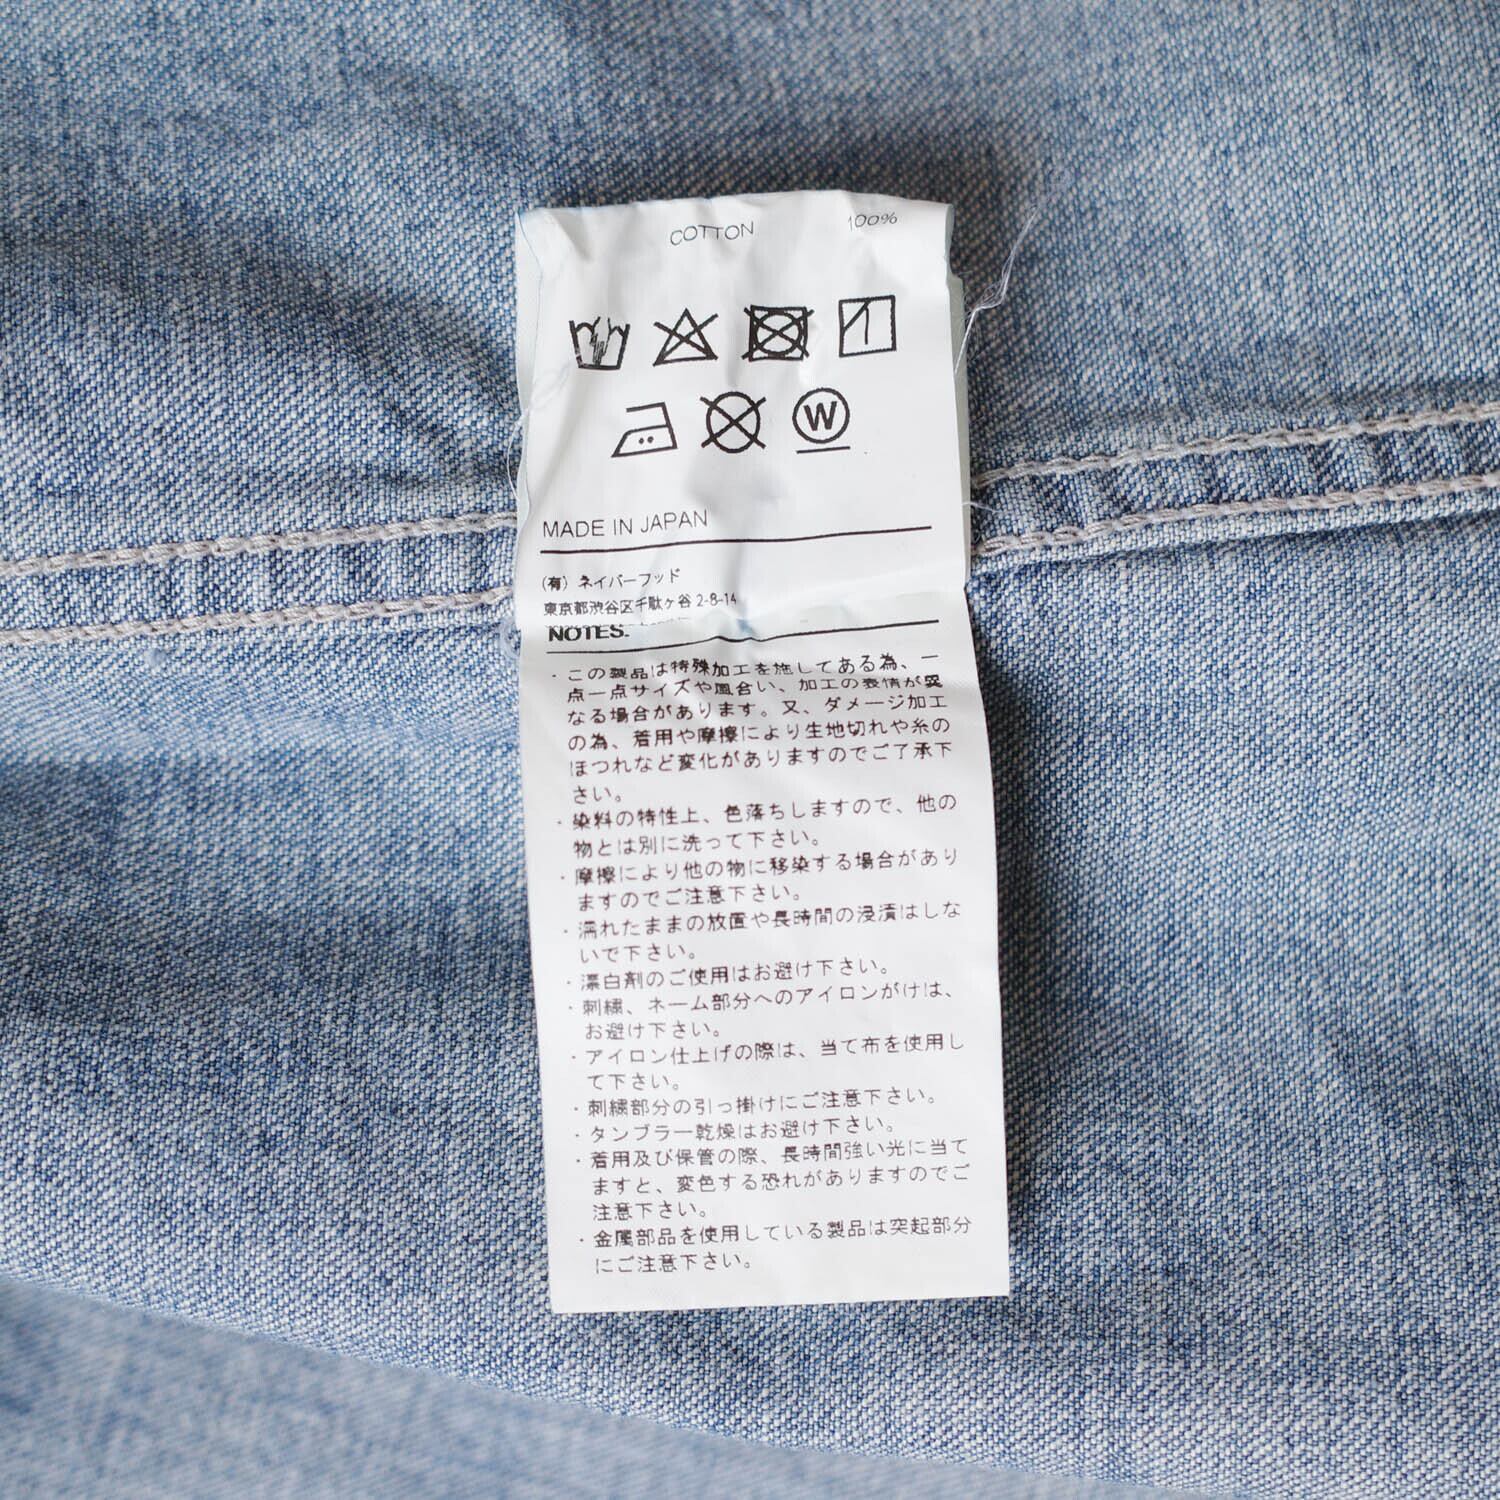 COTTON 100%
W
MADE IN JAPAN
(有) ネイバーフッド
東京都渋谷区千駄ヶ谷 2-8-14
NOTES.
・この製品は特殊加工を施してある為、一
点一点サイズや風合い、加工の表情が異
なる場合があります。又、ダメージ加工
の為、着用や摩擦により生地切れや糸の
ほつれなど変化がありますのでご了承下
さい。
・染料の特性上、色落ちしますので、他の
物とは別に洗って下さい。
・摩擦により他の物に移染する場合があり
ますのでご注意下さい。
・濡れたままの放置や長時間の浸漬はしな
いで下さい。
・漂白剤のご使用はお避け下さい。
・刺繍、ネーム部分へのアイロンがけは、
お避け下さい。
・アイロン仕上げの際は、当て布を使用し
て下さい。
・刺繍部分の引っ掛けにご注意下さい。
・タンブラー乾燥はお避け下さい。
・着用及び保管の際、長時間強い光に当て
ますと、変色する恐れがありますのでご
注意下さい。
・金属部品を使用している製品は突起部分
にご注意下さい。